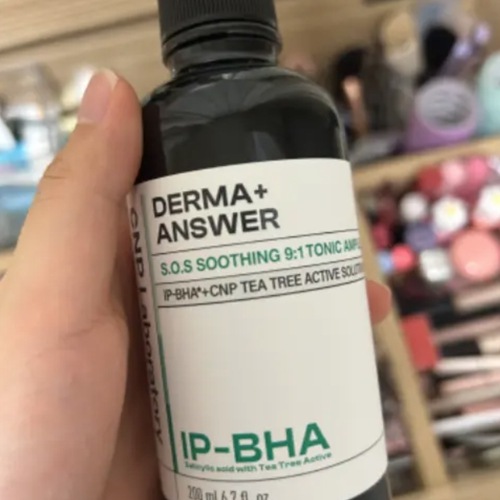 DERMA+
ANSWER
S.O.S SOOTHING 9:1 TONIC AMP
IP-BHA*+CNP TEA TREE ACTIVE SOLUTI
IP-BHA
Salicylic acid with Tea Tree Active
200 ml 6.7 fl. oz
CNP Laboratory